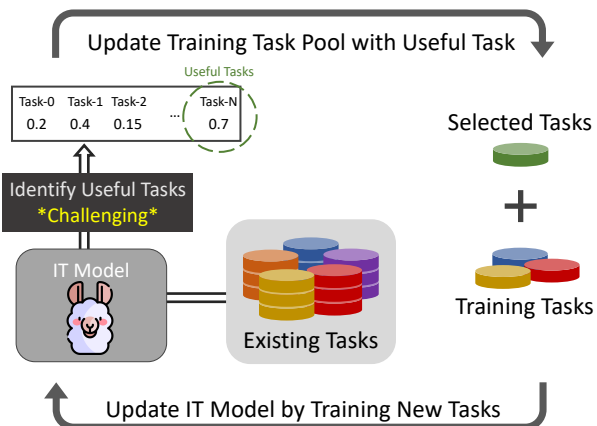 Update Training Task Pool with Useful Task
Useful Tasks
Task-0 Task-1 Task-2 ... Task-N
0.2 0.4 0.15 0.7
Selected Tasks
Identify Useful Tasks
*Challenging*
+
IT Model
Training Tasks
Existing Tasks
Update IT Model by Training New Tasks